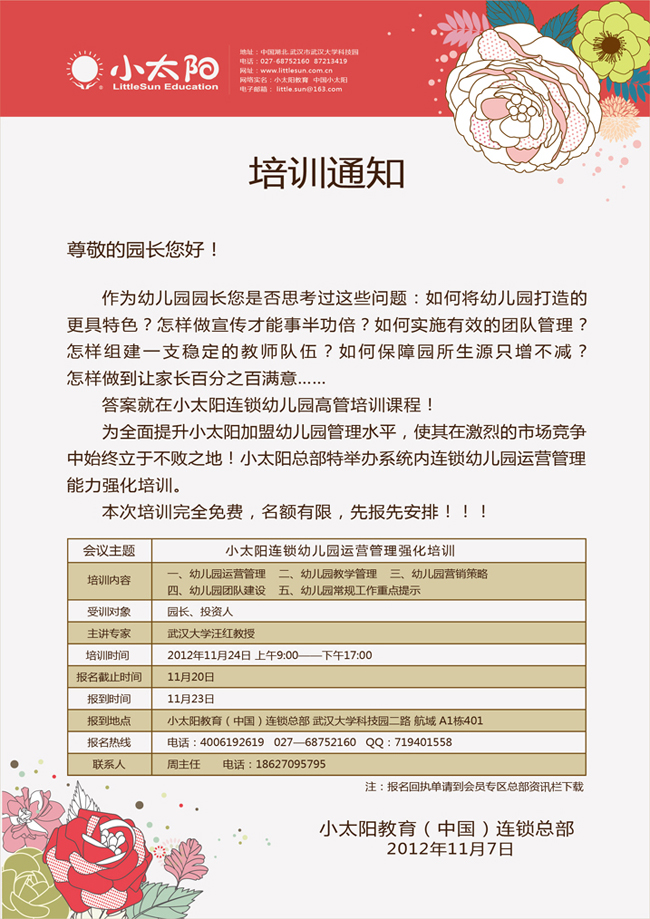 小太阳
LittleSun Education
地址：中国湖北.武汉市武汉大学科技园
电话：027-68752160 87213419
网址：www.littlesun.com.cn
网络实名：小太阳教育 中国小太阳
电子邮箱： little.sun@163.com
培训通知
尊敬的园长您好！
作为幼儿园园长您是否思考过这些问题：如何将幼儿园打造的
更具特色？怎样做宣传才能事半功倍？如何实施有效的团队管理？
怎样组建一支稳定的教师队伍？如何保障园所生源只增不减？
怎样做到让家长百分之百满意……
答案就在小太阳连锁幼儿园高管培训课程！
为全面提升小太阳加盟幼儿园管理水平，使其在激烈的市场竞争
中始终立于不败之地！小太阳总部特举办系统内连锁幼儿园运营管理
能力强化培训。
本次培训完全免费，名额有限，先报先安排！！！
会议主题 小太阳连锁幼儿园运营管理强化培训
培训内容 一、幼儿园运营管理 二、幼儿园教学管理 三、幼儿园营销策略
四、幼儿园团队建设 五、幼儿园常规工作重点提示
受训对象 园长、投资人
主讲专家 武汉大学汪红教授
培训时间 2012年11月24日 上午9:00——下午17:00
报名截止时间 11月20日
报到时间 11月23日
报到地点 小太阳教育（中国）连锁总部 武汉大学科技园二路 航域 A1栋401
报名热线 电话：4006192619 027—68752160 QQ：719401558
联系人 周主任 电话：18627095795
注：报名回执单请到会员专区总部资讯栏下载
小太阳教育（中国）连锁总部
2012年11月7日